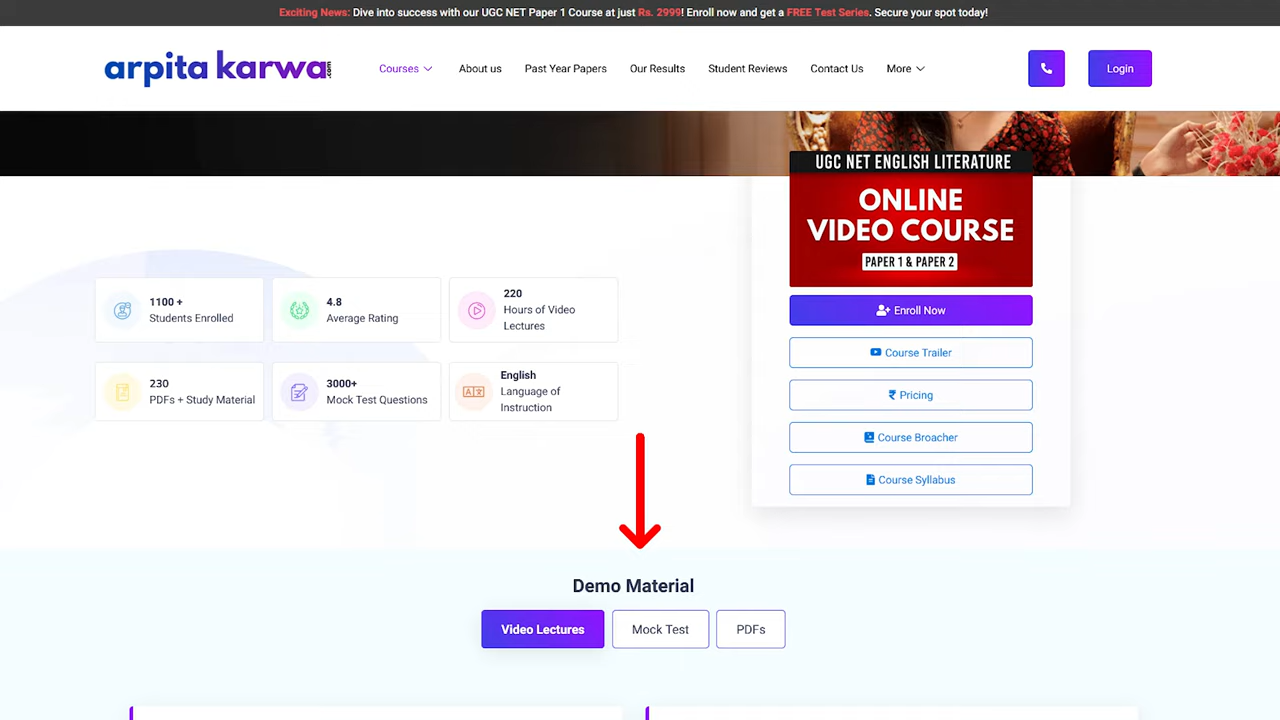 Exciting News: Dive into success with our UGC NET Paper 1 Course at just Rs. 2999! Enroll now and get a FREE Test Series. Secure your spot today!
arpita karwa.com
Courses
About us
Past Year Papers
Our Results
Student Reviews
Contact Us
More
Login
UGC NET ENGLISH LITERATURE
ONLINE
VIDEO COURSE
PAPER 1 & PAPER 2
1100 +
Students Enrolled
4.8
Average Rating
220
Hours of Video
Lectures
230
PDFs + Study Material
3000+
Mock Test Questions
English
Language of
Instruction
Enroll Now
Course Trailer
Pricing
Course Broacher
Course Syllabus
Demo Material
Video Lectures
Mock Test
PDFs